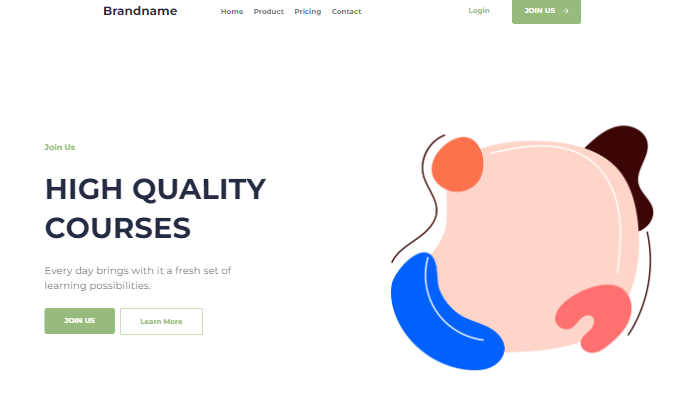 Brandname
Home Product Pricing Contact
Login
JOIN US →
Join Us
HIGH QUALITY
COURSES
Every day brings with it a fresh set of
learning possibilities.
JOIN US
Learn More